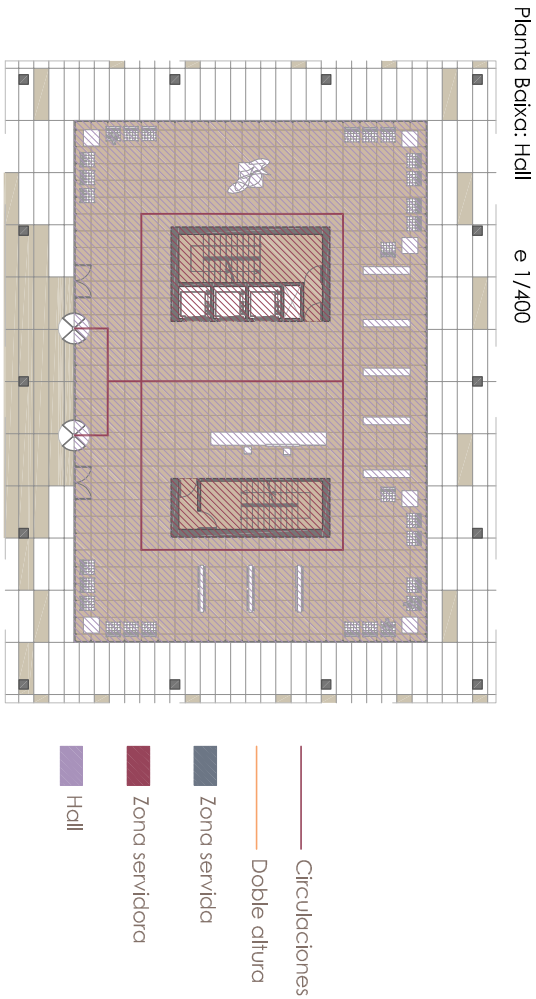 Planta Baixa: Hall e 1/400
Circulaciones
Doble altura
Zona servida
Zona servidora
Hall